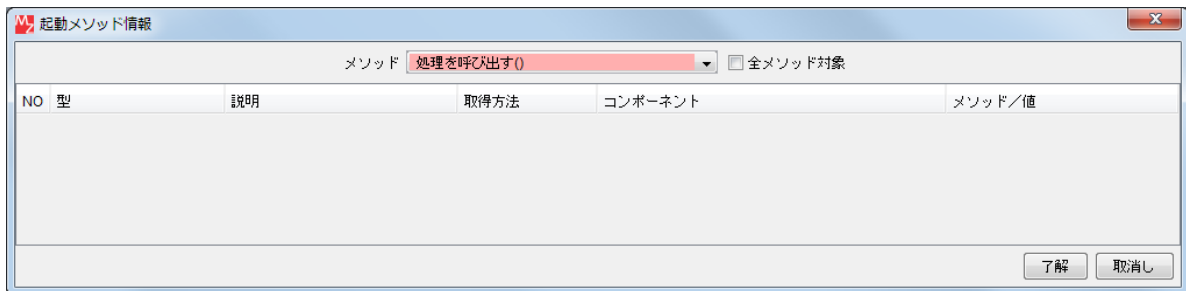 起動メソッド情報
メソッド 処理を呼び出す() 全メソッド対象
NO 型 説明 取得方法 コンポーネント メソッド／値
了解 取消し